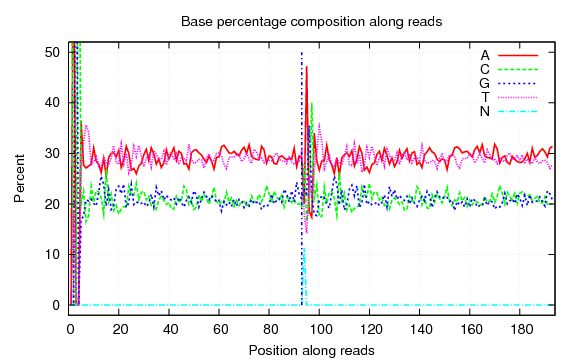 Base percentage composition along reads
50
40
30
20
10
0
Percent
A
C
G
T
N
0 20 40 60 80 100 120 140 160 180
Position along reads